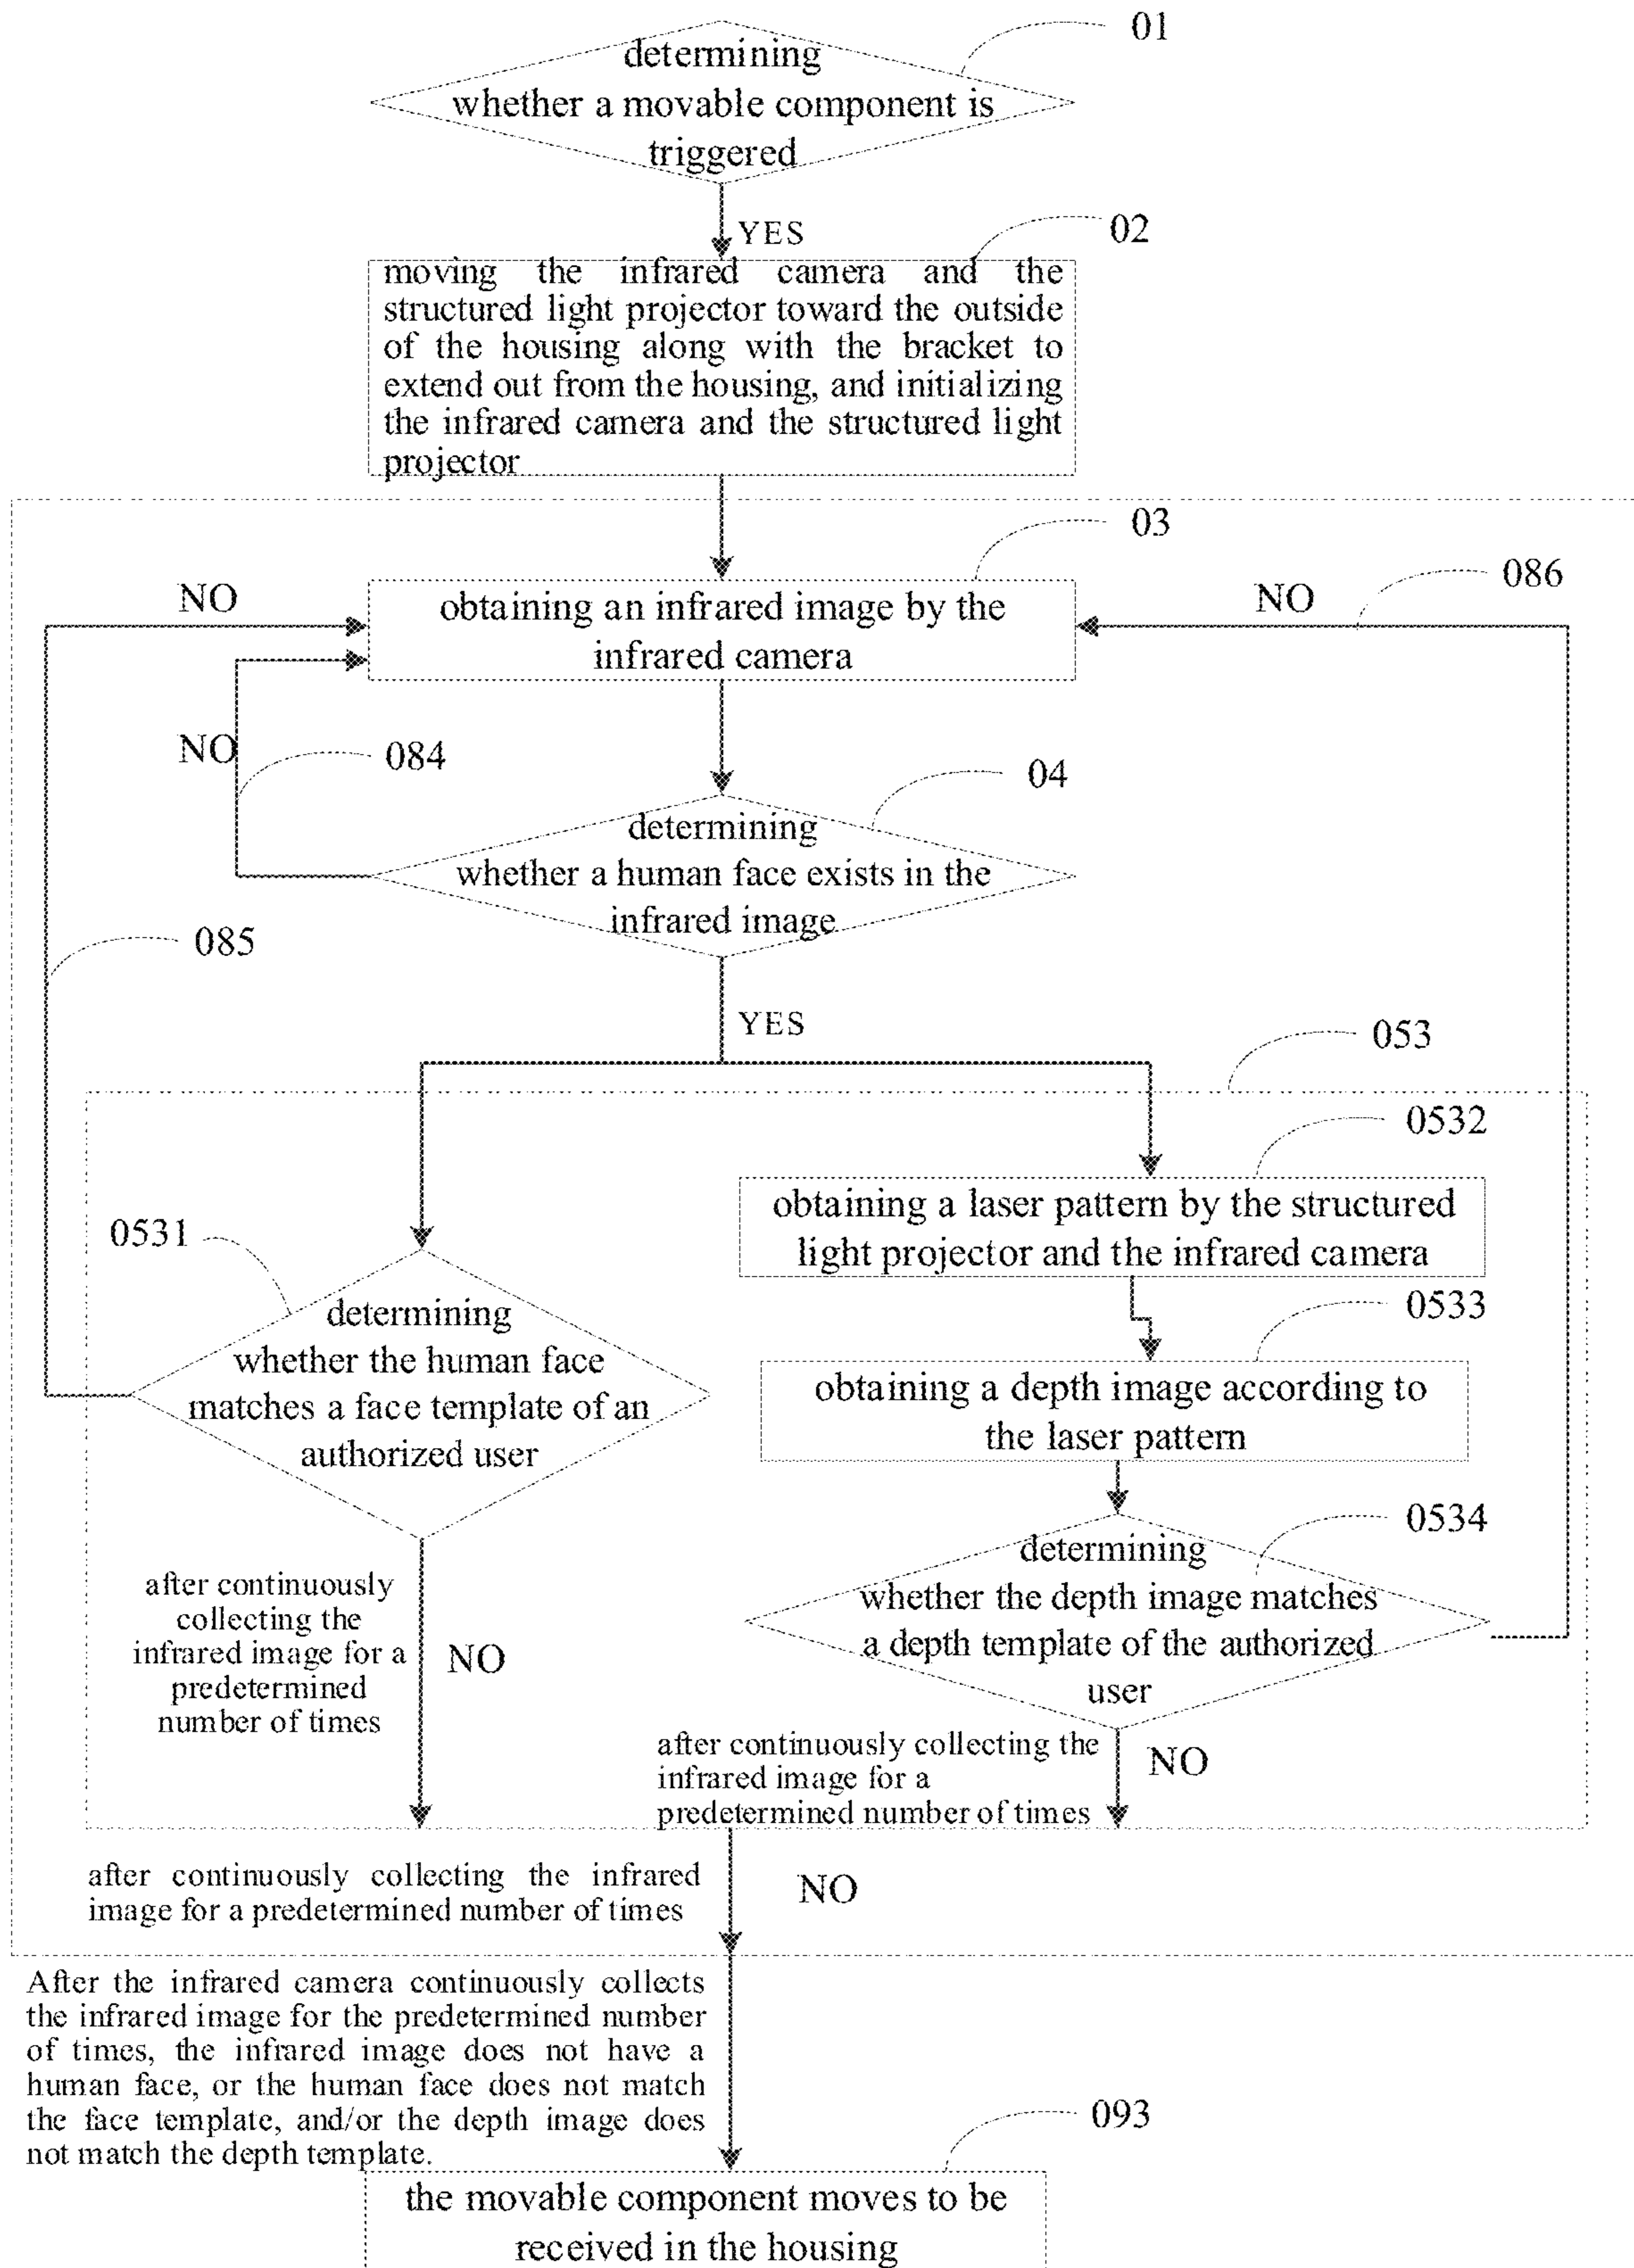 01
determining
whether a movable component is
triggered
YES
02
moving the infrared camera and the
structured light projector toward the outside
of the housing along with the bracket to
extend out from the housing, and initializing
the infrared camera and the structured light
projector
03
086
NO
NO
obtaining an infrared image by the
infrared camera
NO
084
04
determining
whether a human face exists in the
infrared image
085
YES
053
0532
obtaining a laser pattern by the structured
light projector and the infrared camera
0531
determining
whether the human face
matches a face template of an
authorized user
0533
obtaining a depth image according to
the laser pattern
0534
determining
whether the depth image matches
a depth template of the authorized
user
after continuously
collecting the
infrared image for a
predetermined
number of times
NO
after continuously collecting the
infrared image for a
predetermined number of times
NO
after continuously collecting the infrared
image for a predetermined number of times
NO
After the infrared camera continuously collects
the infrared image for the predetermined number
of times, the infrared image does not have a
human face, or the human face does not match
the face template, and/or the depth image does
not match the depth template.
093
the movable component moves to be
received in the housing